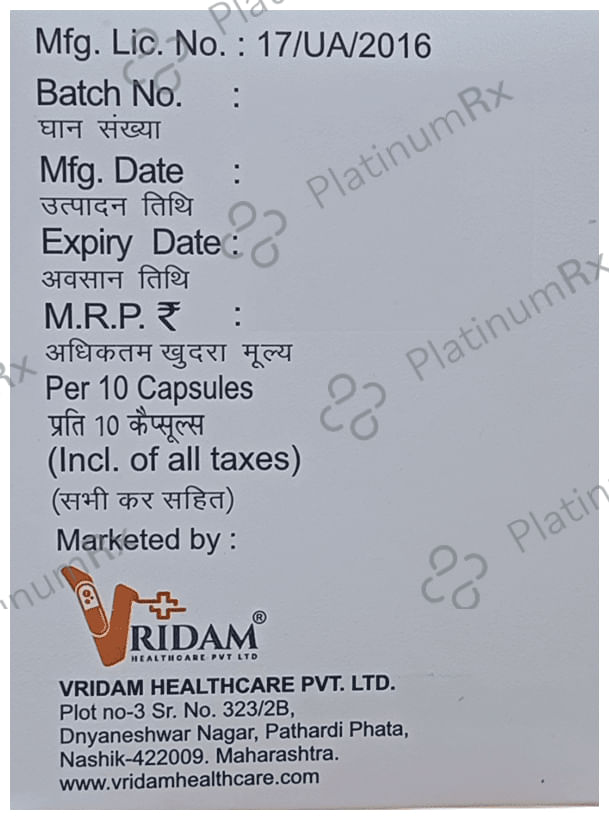 Mfg. Lic. No. : 17/UA/2016
Batch No. :
घान संख्या
Mfg. Date :
उत्पादन तिथि
Expiry Date :
अवसान तिथि
M.R.P. ₹ :
अधिकतम खुदरा मूल्य
Per 10 Capsules
प्रति 10 कैप्सूल्स
(Incl. of all taxes)
(सभी कर सहित)
Marketed by :
VRIDAM®
HEALTHCARE PVT LTD
VRIDAM HEALTHCARE PVT. LTD.
Plot no-3 Sr. No. 323/2B,
Dnyaneshwar Nagar, Pathardi Phata,
Nashik-422009. Maharashtra.
www.vridamhealthcare.com
PlatinumRx
PlatinumRx